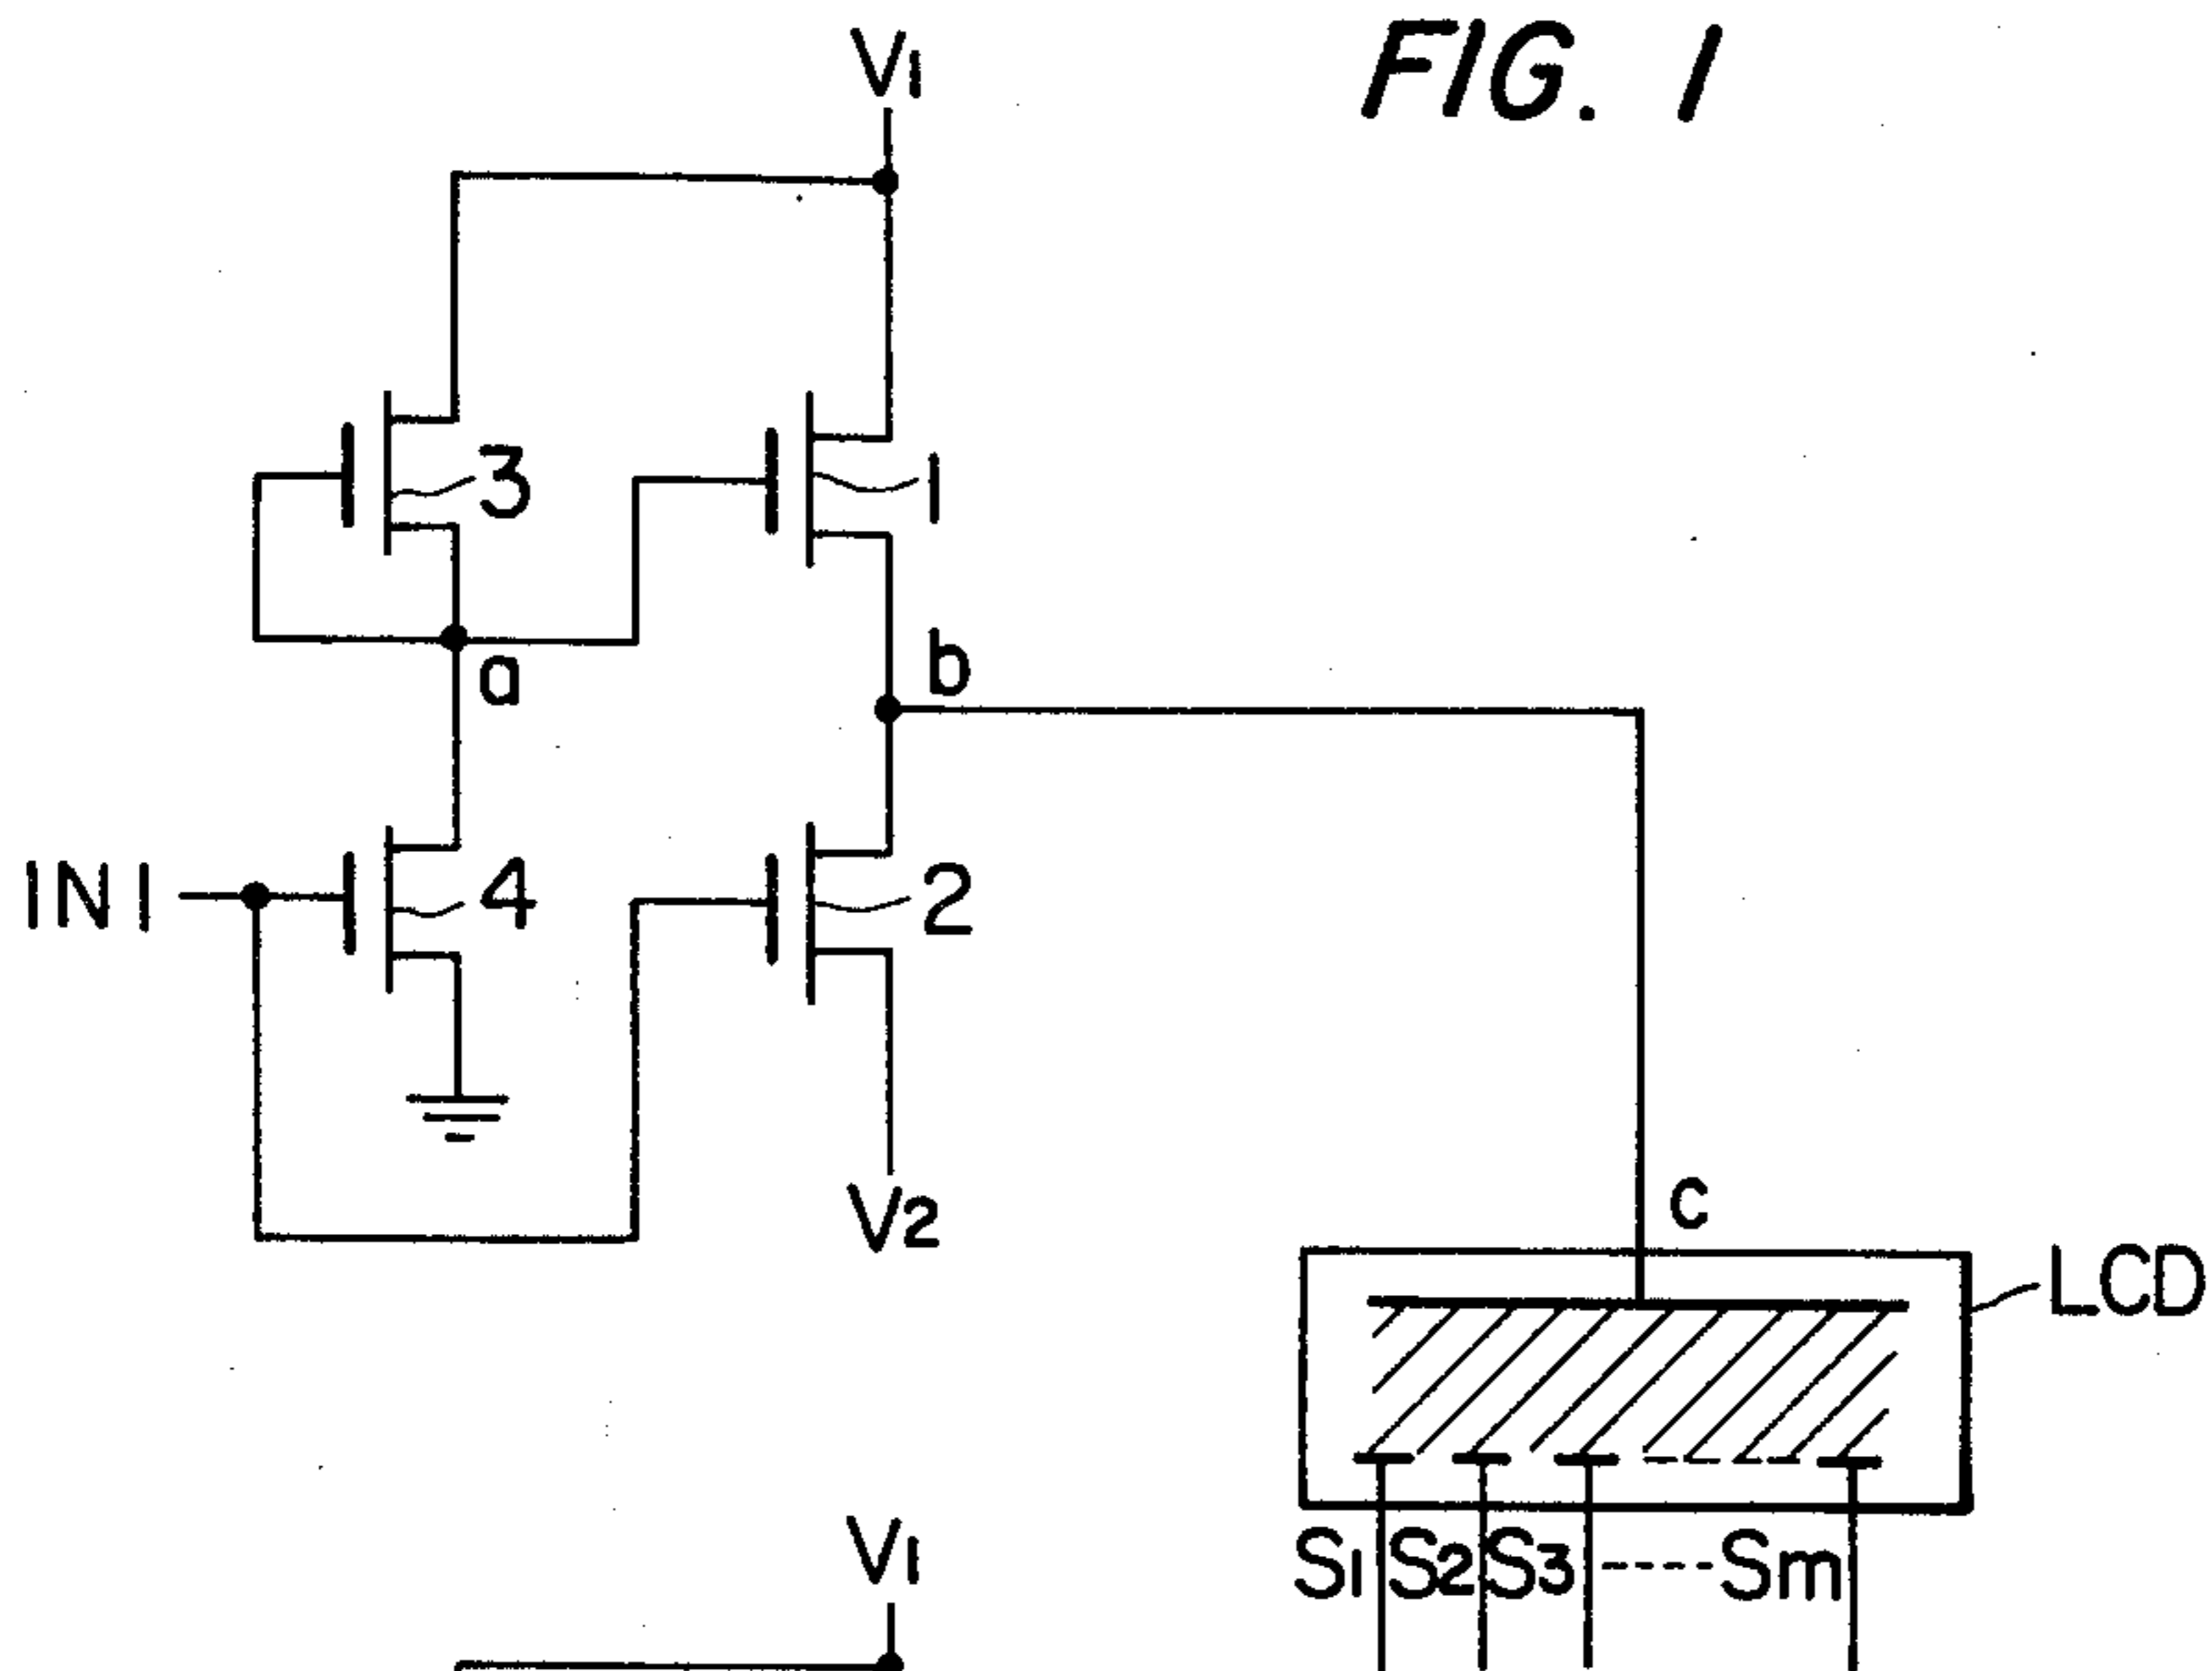 FIG. 1
V1
3
1
a
b
IN1
4
2
V2
c
LCD
S1 S2 S3 -----Sm
V1